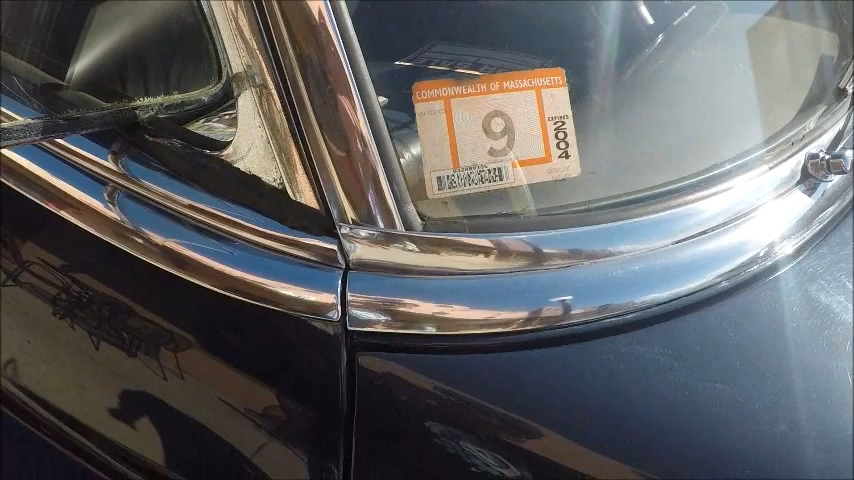 COMMONWEALTH OF MASSACHUSETTS
9
EXPIRES
2004